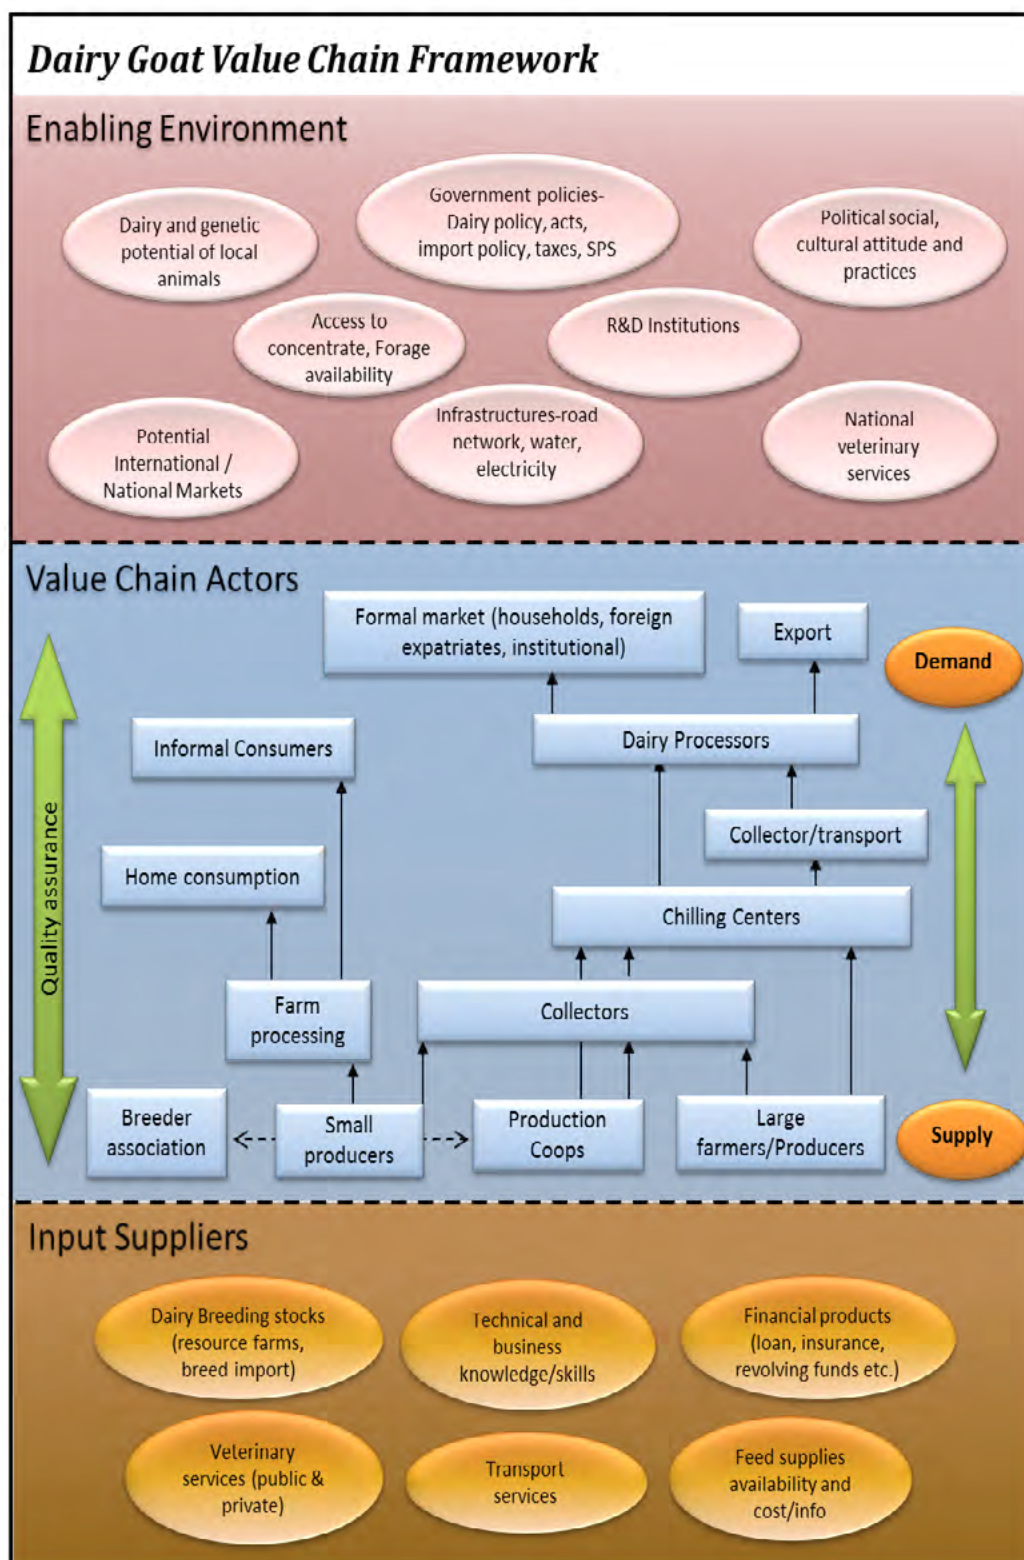 Dairy Goat Value Chain Framework
Enabling Environment
Dairy and genetic
potential of local
animals
Government policies-
Dairy policy, acts,
import policy, taxes, SPS
Political social,
cultural attitude and
practices
Access to
concentrate, Forage
availability
R&D Institutions
Potential
International /
National Markets
Infrastructures-road
network, water,
electricity
National
veterinary
services
Value Chain Actors
Formal market (households, foreign
expatriates, institutional)
Export
Demand
Informal Consumers
Dairy Processors
Collector/transport
Home consumption
Chilling Centers
Quality assurance
Farm
processing
Collectors
Breeder
association
Small
producers
Production
Coops
Large
farmers/Producers
Supply
Input Suppliers
Dairy Breeding stocks
(resource farms,
breed import)
Technical and
business
knowledge/skills
Financial products
(loan, insurance,
revolving funds etc.)
Veterinary
services (public &
private)
Transport
services
Feed supplies
availability and
cost/info